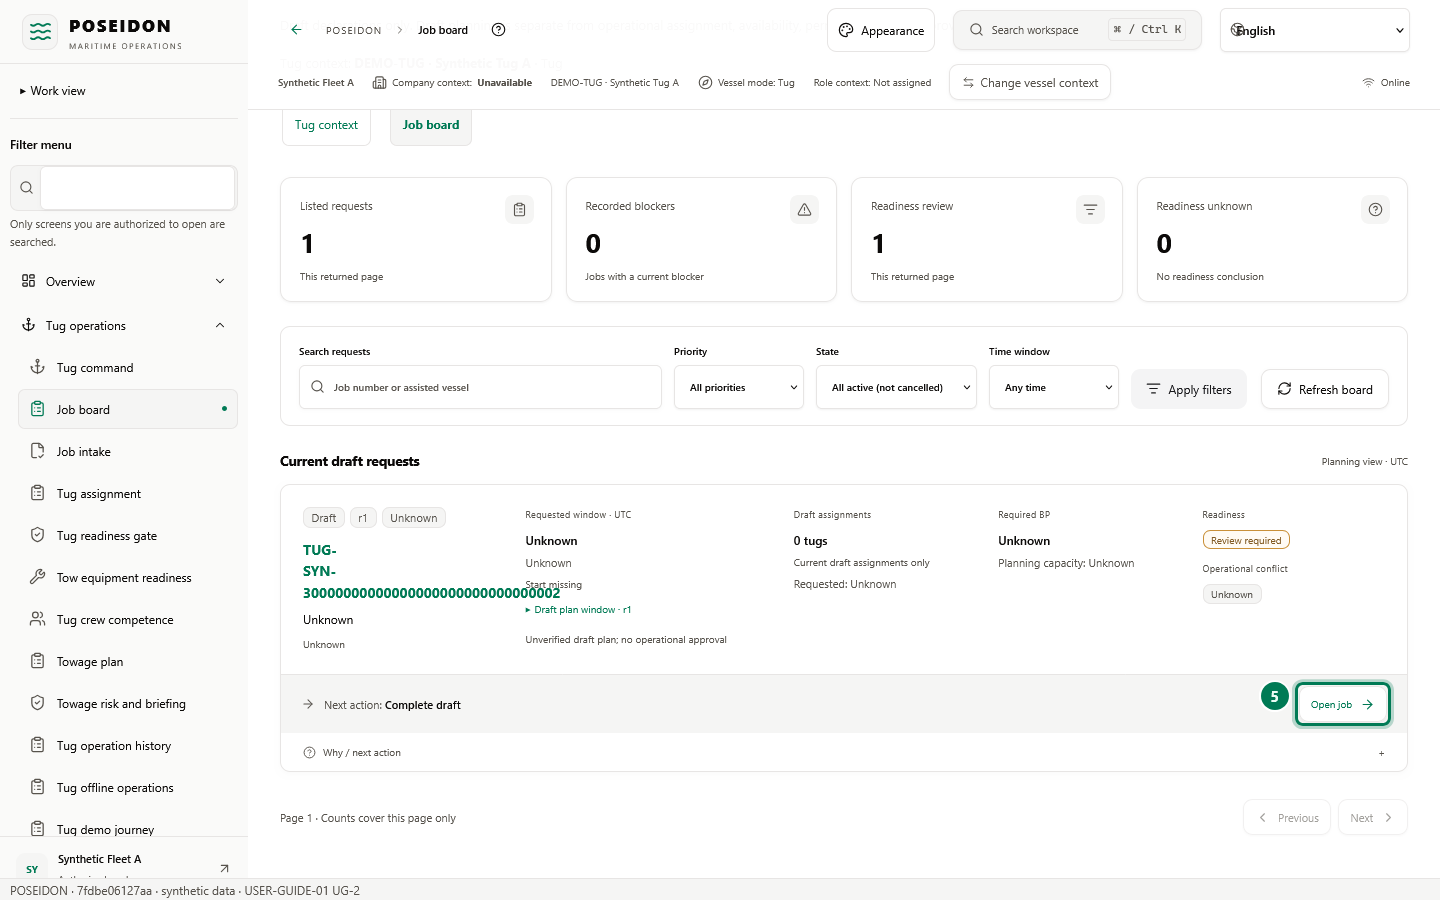 POSEIDON
MARITIME OPERATIONS
Work view
Filter menu
Only screens you are authorized to open are
searched.
Overview
Tug operations
Tug command
Job board
Job intake
Tug assignment
Tug readiness gate
Tow equipment readiness
Tug crew competence
Towage plan
Towage risk and briefing
Tug operation history
Tug offline operations
Tug demo journey
SY
Synthetic Fleet A
POSEIDON
Job board
Appearance
Search workspace
⌘ / Ctrl K
English
Synthetic Fleet A
Company context: Unavailable
DEMO-TUG · Synthetic Tug A
Vessel mode: Tug
Role context: Not assigned
Change vessel context
Online
Tug context
Job board
Listed requests
1
This returned page
Recorded blockers
0
Jobs with a current blocker
Readiness review
1
This returned page
Readiness unknown
0
No readiness conclusion
Search requests
Job number or assisted vessel
Priority
All priorities
State
All active (not cancelled)
Time window
Any time
Apply filters
Refresh board
Current draft requests
Planning view · UTC
Draft
r1
Unknown
TUG-
SYN-
Unknown
Unknown
Requested window · UTC
Unknown
Unknown
Start missing
Draft plan window · r1
Unverified draft plan; no operational approval
Draft assignments
0 tugs
Current draft assignments only
Requested: Unknown
Required BP
Unknown
Planning capacity: Unknown
Readiness
Review required
Operational conflict
Unknown
Next action: Complete draft
5
Open job
Why / next action
+
Page 1 · Counts cover this page only
Previous
Next
POSEIDON · 7fdbe06127aa · synthetic data · USER-GUIDE-01 UG-2